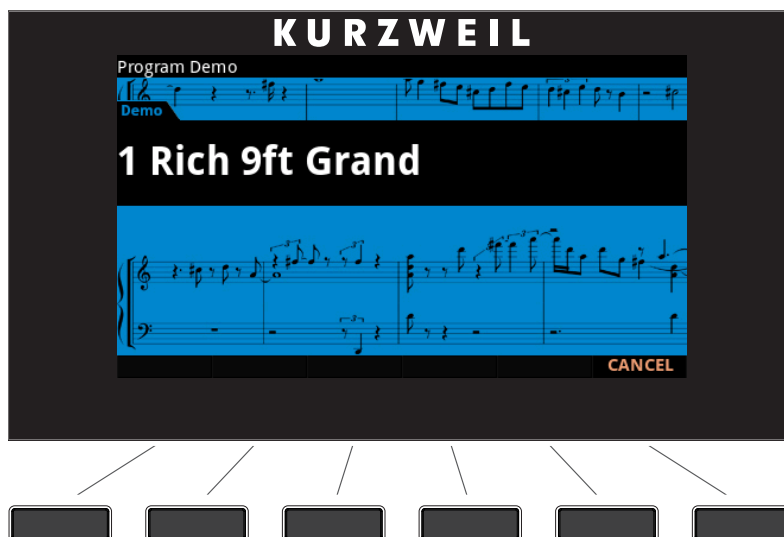 KURZWEIL
Program Demo
Demo
1 Rich 9ft Grand
CANCEL